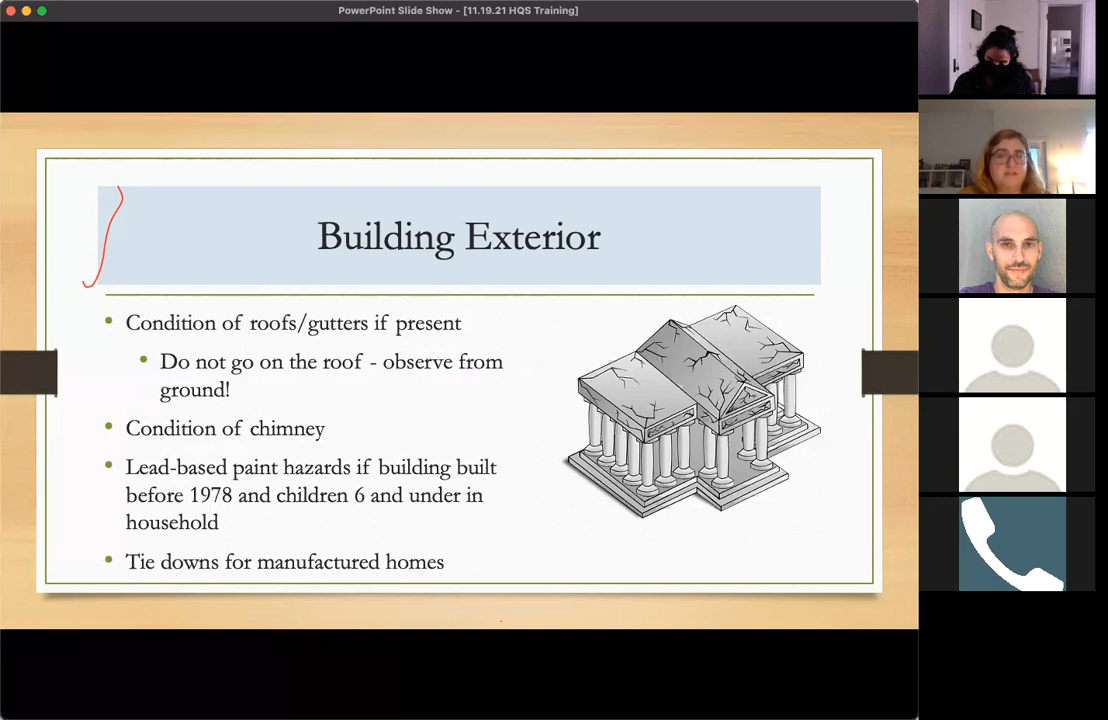 PowerPoint Slide Show - [11.19.21 HQS Training]
Building Exterior
• Condition of roofs/gutters if present
• Do not go on the roof - observe from
ground!
• Condition of chimney
• Lead-based paint hazards if building built
before 1978 and children 6 and under in
household
• Tie downs for manufactured homes